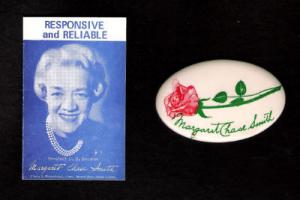 RESPONSIVE
and RELIABLE
Margaret Chase Smith
Margaret Chase Smith